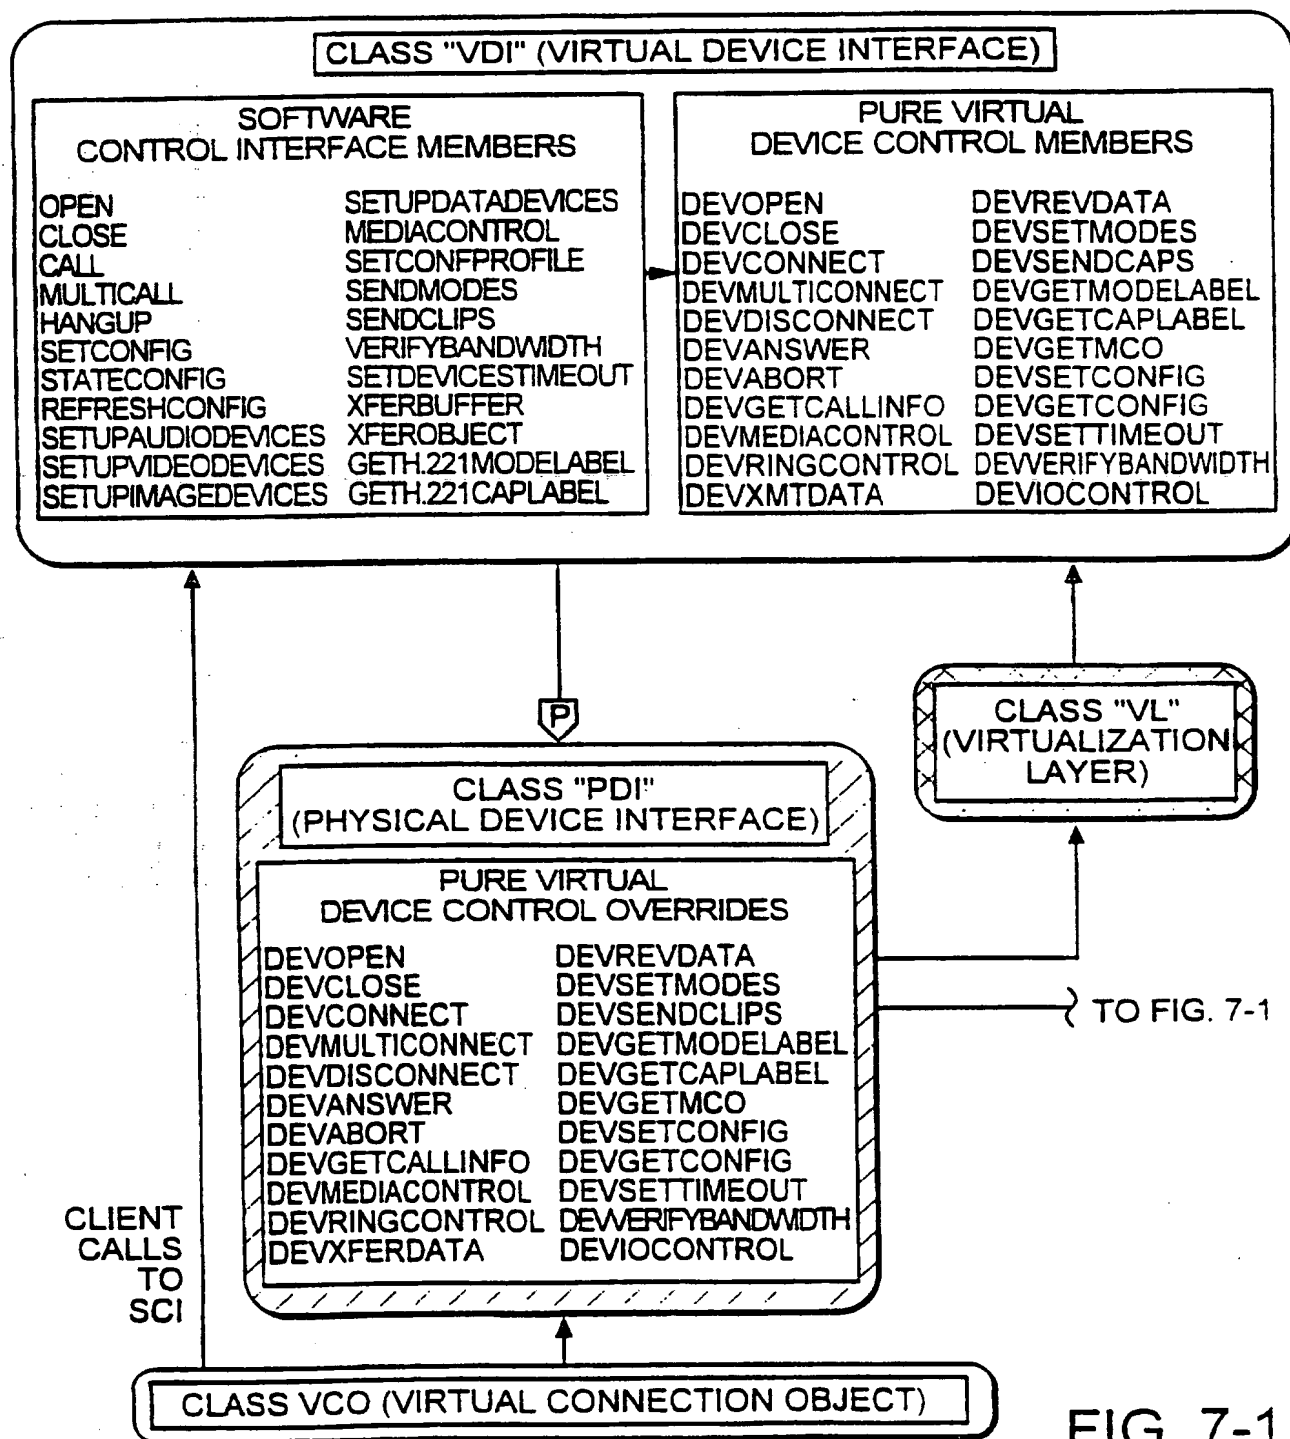 CLASS "VDI" (VIRTUAL DEVICE INTERFACE)
SOFTWARE
CONTROL INTERFACE MEMBERS
OPEN SETUPDATADEVICES
CLOSE MEDIACONTROL
CALL SETCONFPROFILE
MULTICALL SENDMODES
HANGUP SENDCLIPS
SETCONFIG VERIFYBANDWIDTH
STATECONFIG SETDEVICESTIMEOUT
REFRESHCONFIG XFERBUFFER
SETUPAUDIODEVICES XFEROBJECT
SETUPVIDEODEVICES GETH.221MODELABEL
SETUPIMAGEDEVICES GETH.221CAPLABEL
PURE VIRTUAL
DEVICE CONTROL MEMBERS
DEVOPEN DEVREVDATA
DEVCLOSE DEVSETMODES
DEVCONNECT DEVSENDCAPS
DEVMULTICONNECT DEVGETMODELABEL
DEVDISCONNECT DEVGETCAPLABEL
DEVANSWER DEVGETMCO
DEVABORT DEVSETCONFIG
DEVGETCALLINFO DEVGETCONFIG
DEVMEDIACONTROL DEVSETTIMEOUT
DEVRINGCONTROL DEVVERIFYBANDWIDTH
DEVXMTDATA DEVIOCONTROL
P
CLASS "VL"
(VIRTUALIZATION
LAYER)
CLASS "PDI"
(PHYSICAL DEVICE INTERFACE)
PURE VIRTUAL
DEVICE CONTROL OVERRIDES
DEVOPEN DEVREVDATA
DEVCLOSE DEVSETMODES
DEVCONNECT DEVSENDCLIPS
DEVMULTICONNECT DEVGETMODELABEL
DEVDISCONNECT DEVGETCAPLABEL
DEVANSWER DEVGETMCO
DEVABORT DEVSETCONFIG
DEVGETCALLINFO DEVGETCONFIG
DEVMEDIACONTROL DEVSETTIMEOUT
DEVRINGCONTROL DEVVERIFYBANDWIDTH
DEVXFERDATA DEVIOCONTROL
TO FIG. 7-1
CLIENT
CALLS
TO
SCI
CLASS VCO (VIRTUAL CONNECTION OBJECT)
FIG. 7-1